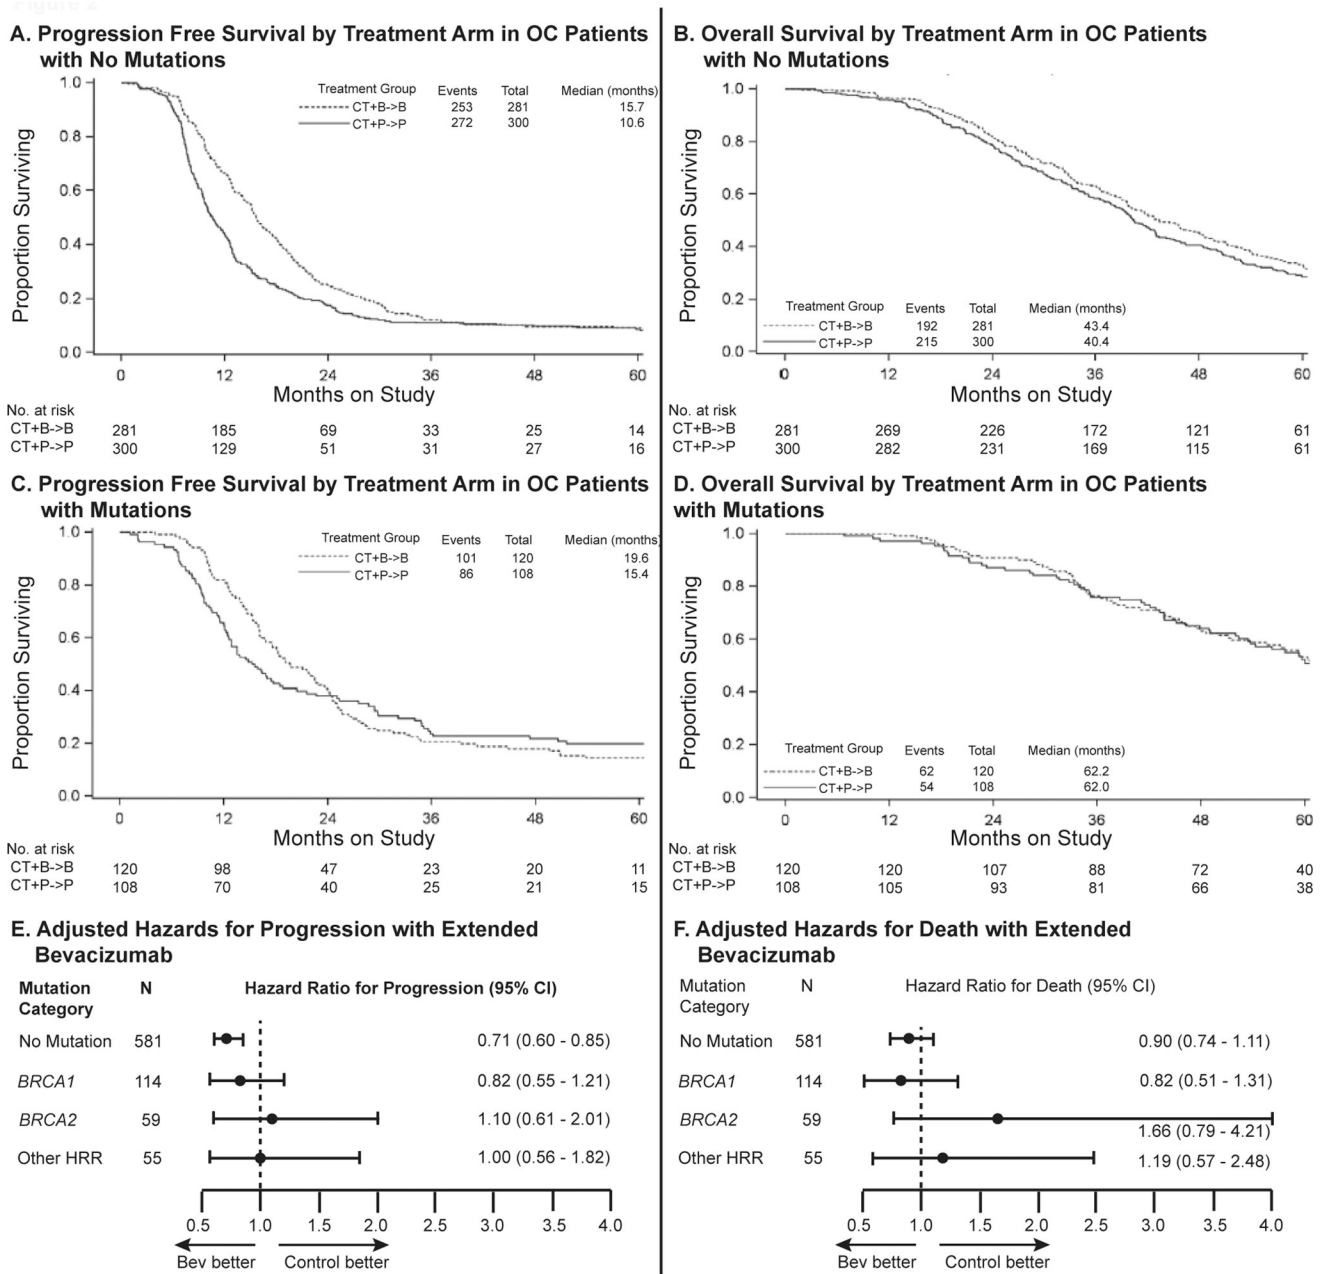 Figure 2
A. Progression Free Survival by Treatment Arm in OC Patients
with No Mutations
Proportion Surviving
1.0
0.8
0.6
0.4
0.2
0.0
Treatment Group Events Total Median (months)
CT+B->B 253 281 15.7
CT+P->P 272 300 10.6
0 12 24 36 48 60
Months on Study
No. at risk
CT+B->B 281 185 69 33 25 14
CT+P->P 300 129 51 31 27 16
B. Overall Survival by Treatment Arm in OC Patients
with No Mutations
Proportion Surviving
1.0
0.8
0.6
0.4
0.2
0.0
Treatment Group Events Total Median (months)
CT+B->B 192 281 43.4
CT+P->P 215 300 40.4
0 12 24 36 48 60
Months on Study
No. at risk
CT+B->B 281 269 226 172 121 61
CT+P->P 300 282 231 169 115 61
C. Progression Free Survival by Treatment Arm in OC Patients
with Mutations
Proportion Surviving
1.0
0.8
0.6
0.4
0.2
0.0
Treatment Group Events Total Median (months)
CT+B->B 101 120 19.6
CT+P->P 86 108 15.4
0 12 24 36 48 60
Months on Study
No. at risk
CT+B->B 120 98 47 23 20 11
CT+P->P 108 70 40 25 21 15
D. Overall Survival by Treatment Arm in OC Patients
with Mutations
Proportion Surviving
1.0
0.8
0.6
0.4
0.2
0.0
Treatment Group Events Total Median (months)
CT+B->B 62 120 62.2
CT+P->P 54 108 62.0
0 12 24 36 48 60
Months on Study
No. at risk
CT+B->B 120 120 107 88 72 40
CT+P->P 108 105 93 81 66 38
E. Adjusted Hazards for Progression with Extended
Bevacizumab
Mutation N Hazard Ratio for Progression (95% CI)
Category
No Mutation 581 0.71 (0.60 - 0.85)
BRCA1 114 0.82 (0.55 - 1.21)
BRCA2 59 1.10 (0.61 - 2.01)
Other HRR 55 1.00 (0.56 - 1.82)
0.5 1.0 1.5 2.0 2.5 3.0 3.5 4.0
Bev better Control better
F. Adjusted Hazards for Death with Extended
Bevacizumab
Mutation N Hazard Ratio for Death (95% CI)
Category
No Mutation 581 0.90 (0.74 - 1.11)
BRCA1 114 0.82 (0.51 - 1.31)
BRCA2 59 1.66 (0.79 - 4.21)
Other HRR 55 1.19 (0.57 - 2.48)
0.5 1.0 1.5 2.0 2.5 3.0 3.5 4.0
Bev better Control better